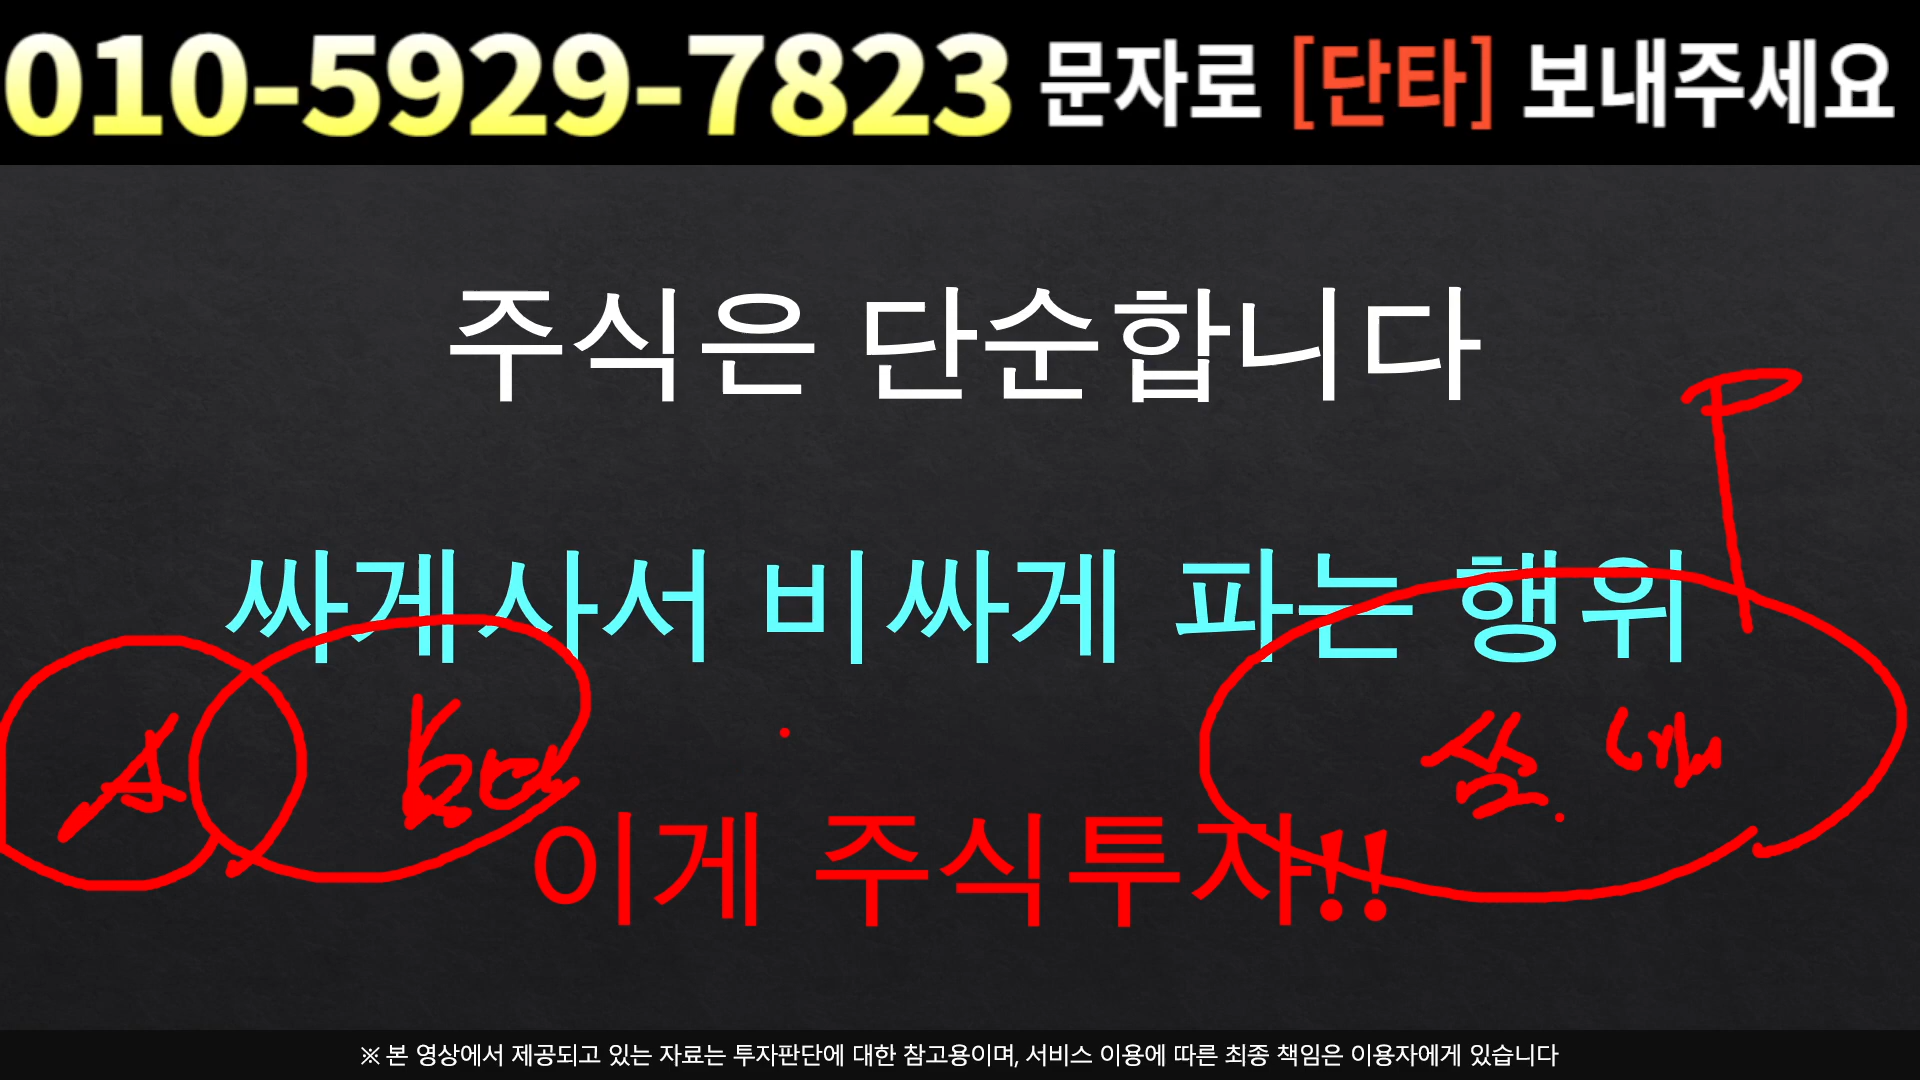 010-5929-7823 문자로 [단타] 보내주세요
주식은 단순합니다
싸게사서 비싸게 파는 행위
이게 주식투자!!
※ 본 영상에서 제공되고 있는 자료는 투자판단에 대한 참고용이며, 서비스 이용에 따른 최종 책임은 이용자에게 있습니다